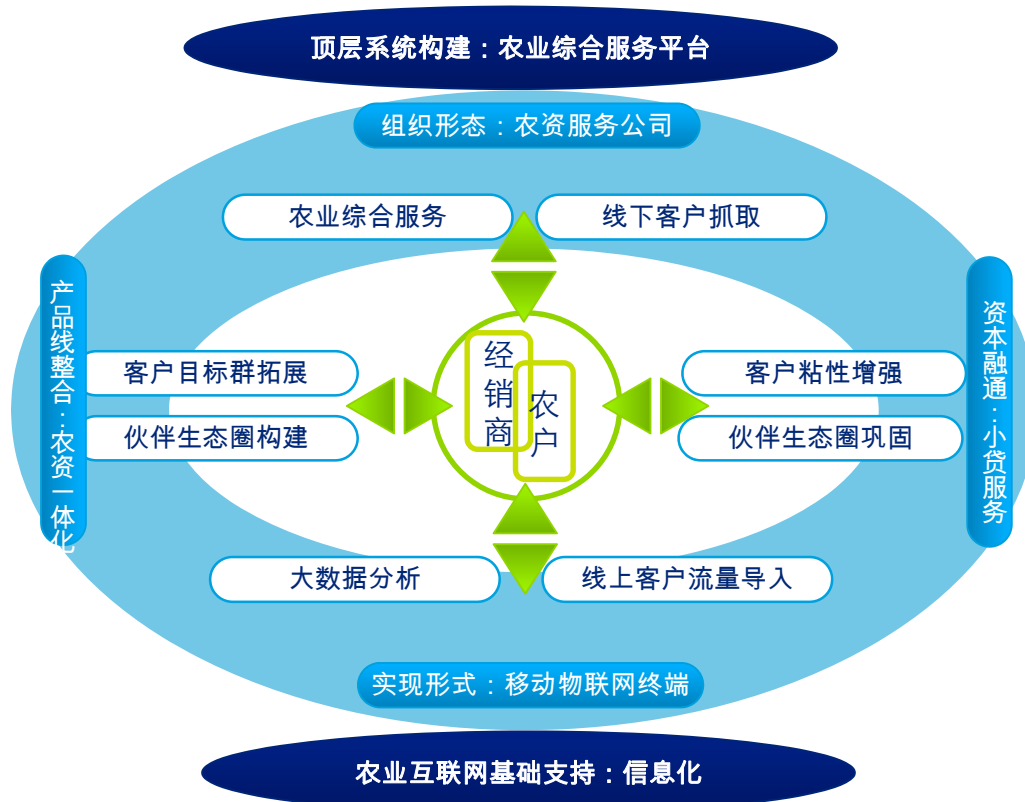 顶层系统构建：农业综合服务平台
组织形态：农资服务公司
农业综合服务
线下客户抓取
产品线整合：农资一体化
客户目标群拓展
伙伴生态圈构建
经销商
农户
客户粘性增强
伙伴生态圈巩固
资本融通：小贷服务
大数据分析
线上客户流量导入
实现形式：移动物联网终端
农业互联网基础支持：信息化